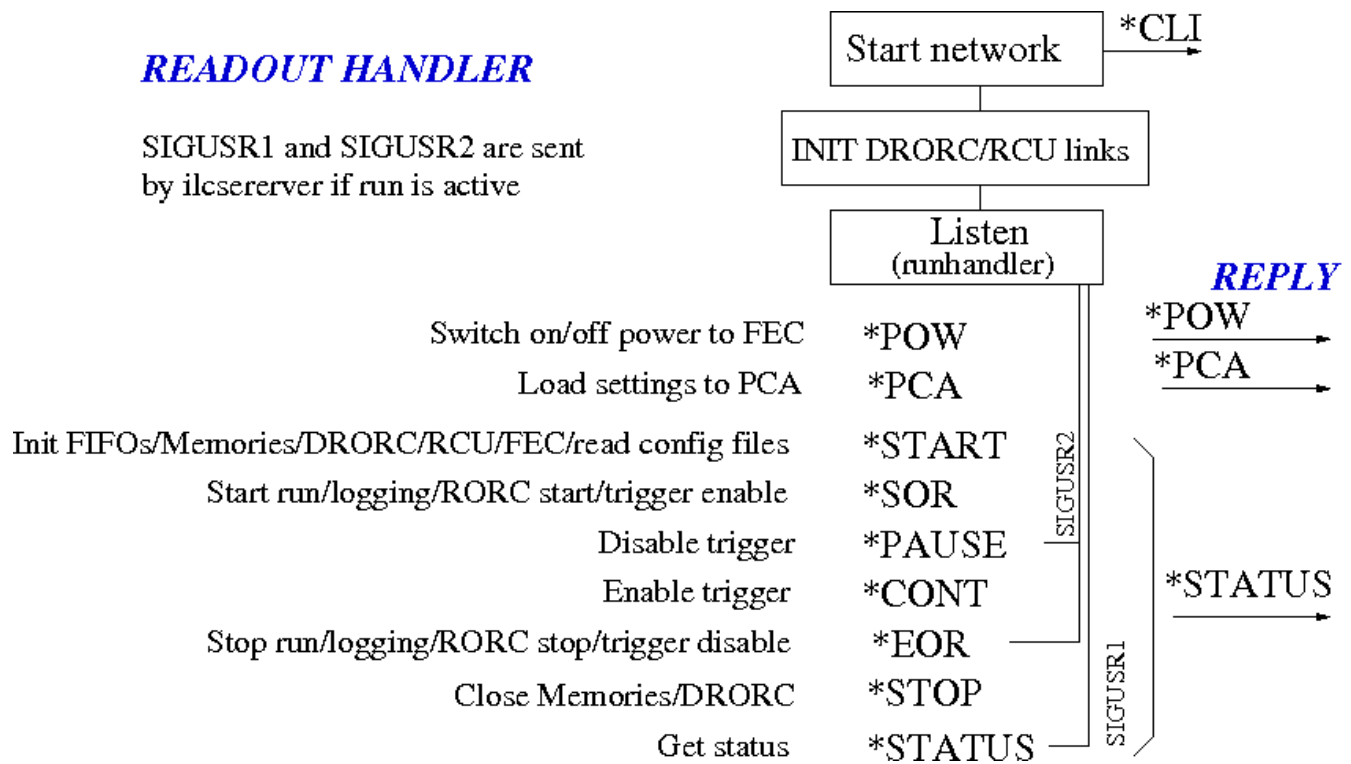 Start network
*CLI
READOUT HANDLER
SIGUSR1 and SIGUSR2 are sent
by ilcsererver if run is active
INIT DRORC/RCU links
Listen
(runhandler)
REPLY
Switch on/off power to FEC *POW *POW
Load settings to PCA *PCA *PCA
Init FIFOs/Memories/DRORC/RCU/FEC/read config files *START
Start run/logging/RORC start/trigger enable *SOR
SIGUSR2
Disable trigger *PAUSE
Enable trigger *CONT *STATUS
Stop run/logging/RORC stop/trigger disable *EOR
Close Memories/DRORC *STOP
SIGUSR1
Get status *STATUS